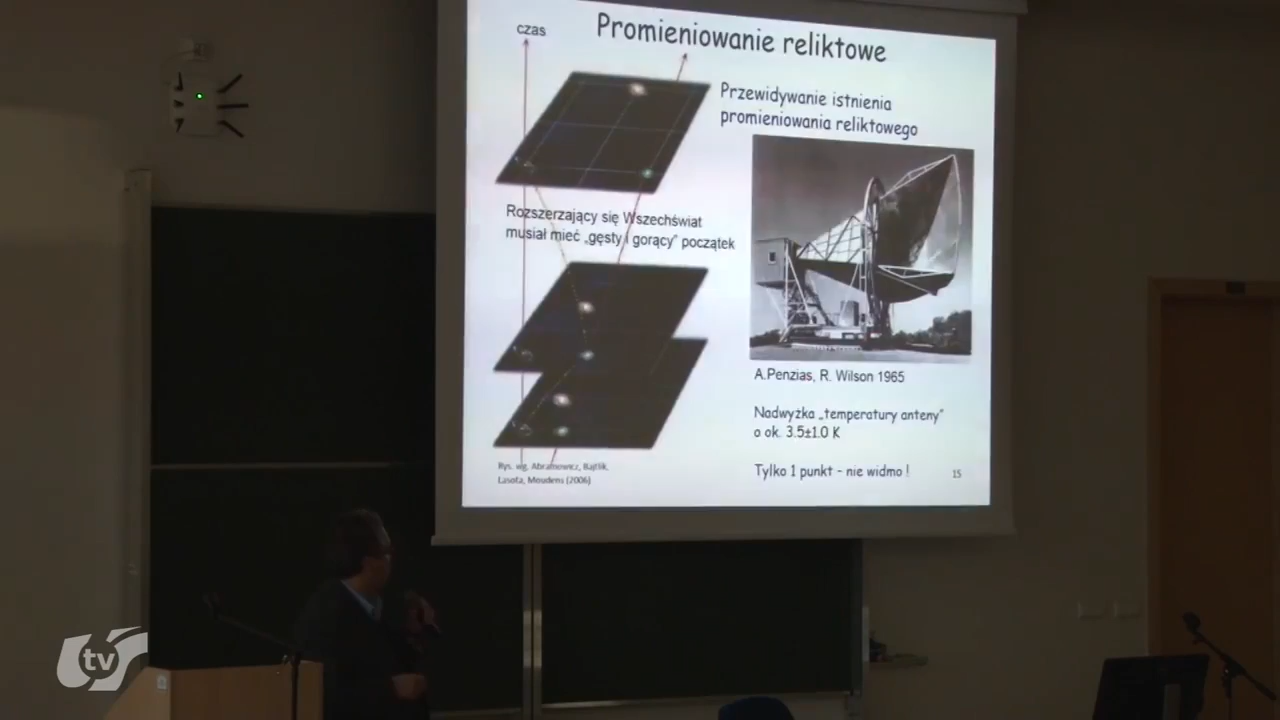 Promieniowanie reliktowe
czas
Przewidywanie istnienia
promieniowania reliktowego
Rozszerzający się Wszechświat
musiał mieć „gęsty i gorący” początek
A.Penzias, R. Wilson 1965
Nadwyżka „temperatury anteny”
o ok. 3.5±1.0 K
Tylko 1 punkt - nie widmo !
Rys. wg. Abramowicz, Bajtlik,
Lasota, Moudens (2006)
15
tv